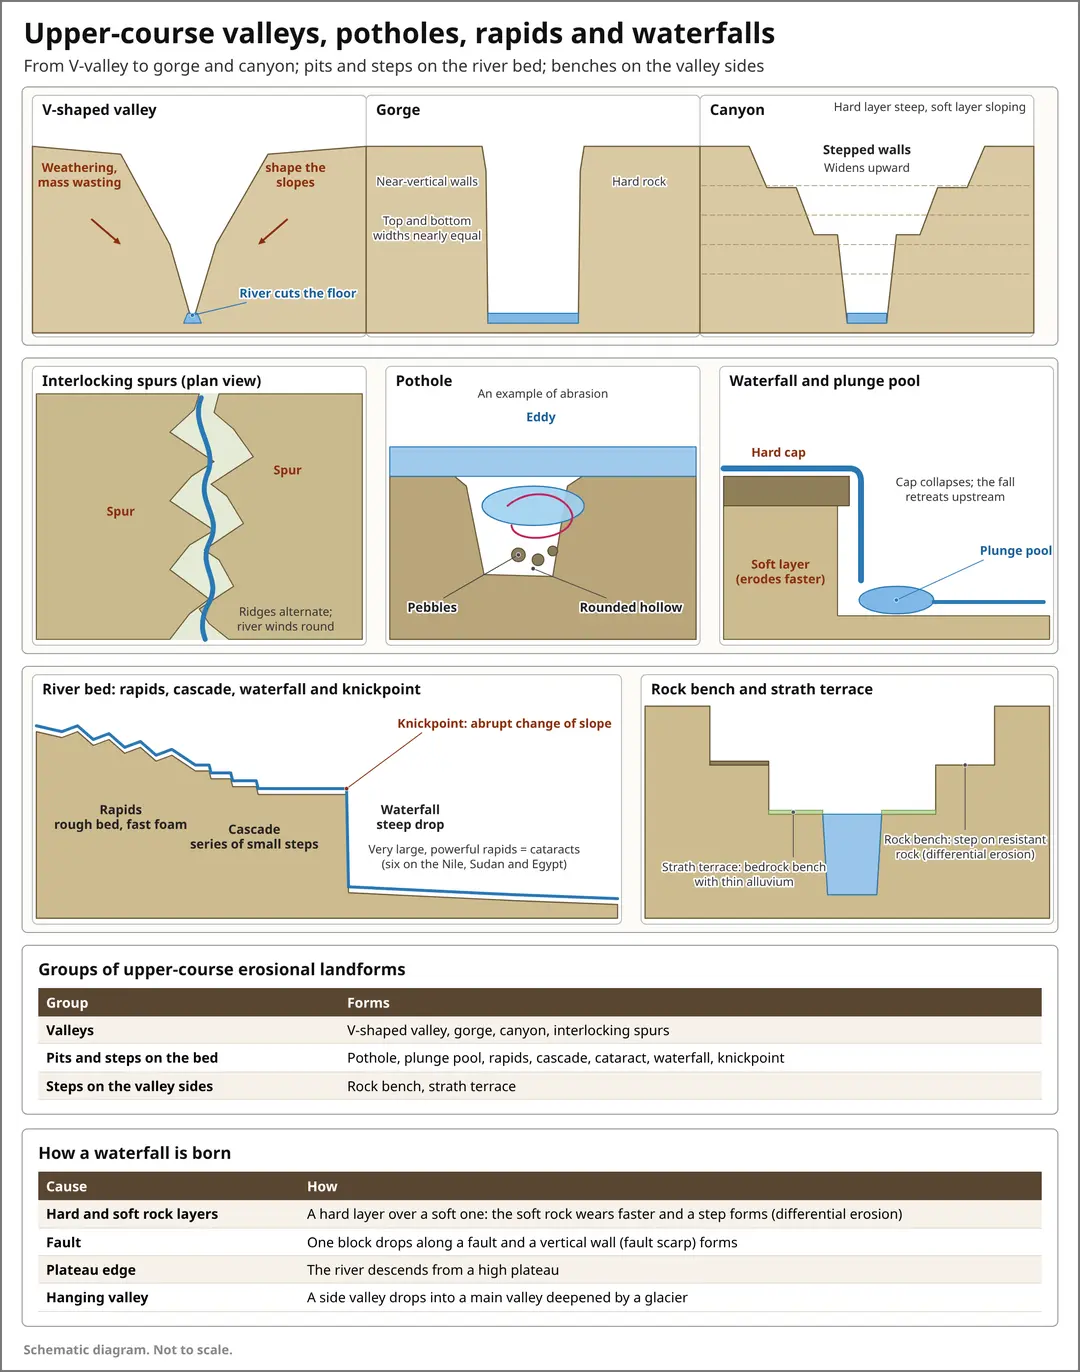 Upper-course valleys, potholes, rapids and waterfalls
From V-valley to gorge and canyon; pits and steps on the river bed; benches on the valley sides
V-shaped valley
Weathering,
mass wasting
shape the
slopes
River cuts the floor
Gorge
Near-vertical walls
Hard rock
Top and bottom
widths nearly equal
Canyon
Hard layer steep, soft layer sloping
Stepped walls
Widens upward
Interlocking spurs (plan view)
Spur
Spur
Ridges alternate;
river winds round
Pothole
An example of abrasion
Eddy
Pebbles
Rounded hollow
Waterfall and plunge pool
Hard cap
Cap collapses; the fall
retreats upstream
Plunge pool
Soft layer
(erodes faster)
River bed: rapids, cascade, waterfall and knickpoint
Knickpoint: abrupt change of slope
Rapids
rough bed, fast foam
Cascade
series of small steps
Waterfall
steep drop
Very large, powerful rapids = cataracts
(six on the Nile, Sudan and Egypt)
Rock bench and strath terrace
Rock bench: step on resistant
rock (differential erosion)
Strath terrace: bedrock bench
with thin alluvium
Groups of upper-course erosional landforms
Group Forms
Valleys V-shaped valley, gorge, canyon, interlocking spurs
Pits and steps on the bed Pothole, plunge pool, rapids, cascade, cataract, waterfall, knickpoint
Steps on the valley sides Rock bench, strath terrace
How a waterfall is born
Cause How
Hard and soft rock layers A hard layer over a soft one: the soft rock wears faster and a step forms (differential erosion)
Fault One block drops along a fault and a vertical wall (fault scarp) forms
Plateau edge The river descends from a high plateau
Hanging valley A side valley drops into a main valley deepened by a glacier
Schematic diagram. Not to scale.